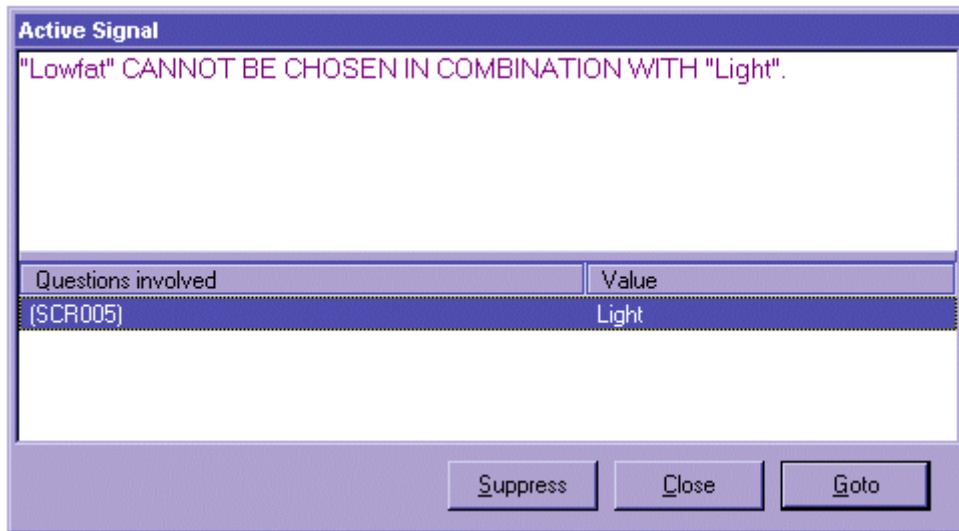 Active Signal
"Lowfat" CANNOT BE CHOSEN IN COMBINATION WITH "Light".
Questions involved Value
(SCR005) Light
Suppress Close Goto